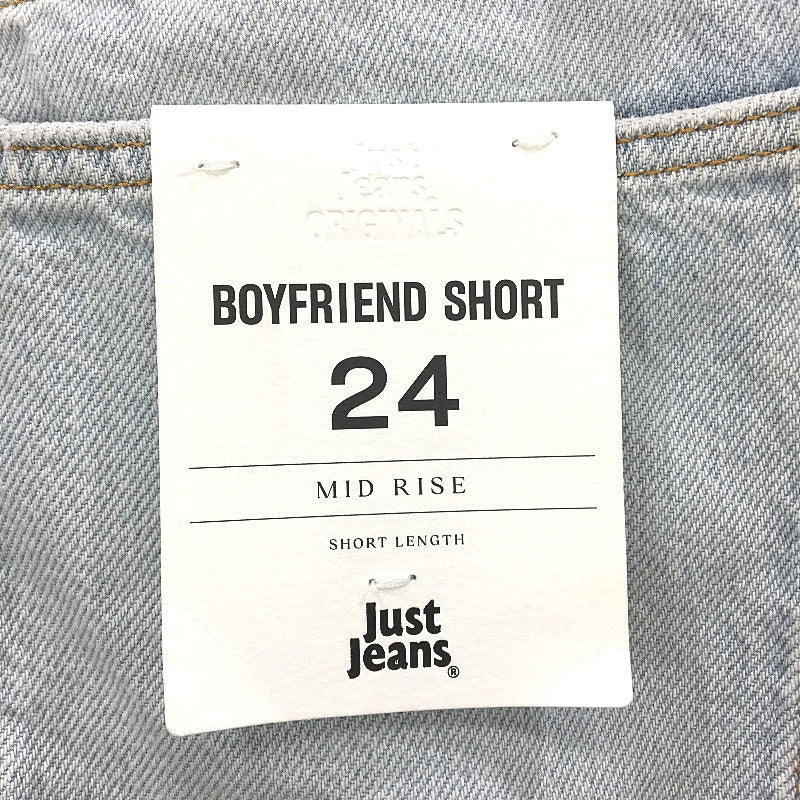 Just
Jeans
ORIGINALS
BOYFRIEND SHORT
24
MID RISE
SHORT LENGTH
Just
Jeans®